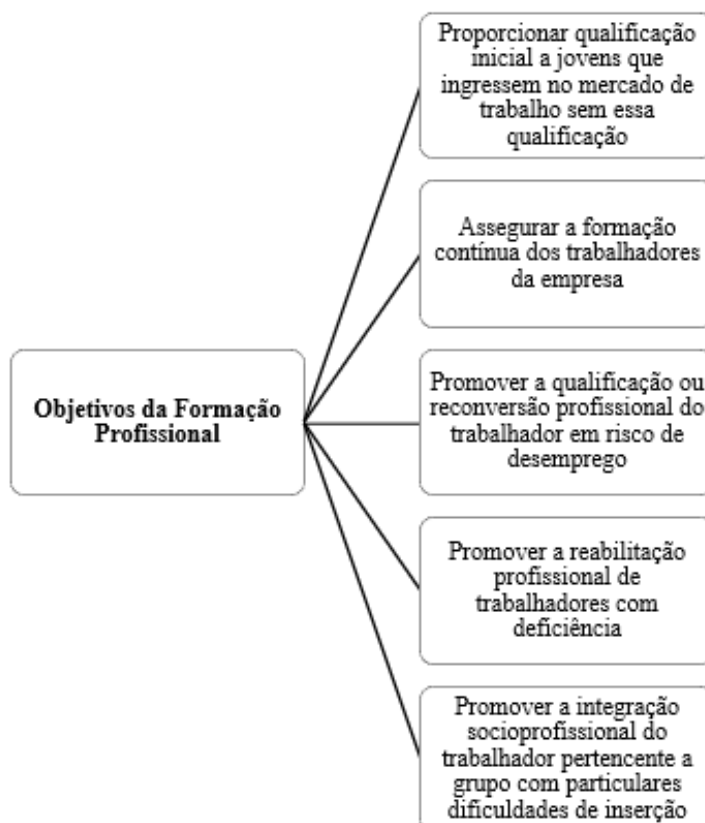 Proporcionar qualificação
inicial a jovens que
ingressem no mercado de
trabalho sem essa
qualificação
Assegurar a formação
contínua dos trabalhadores
da empresa
Objetivos da Formação
Profissional
Promover a qualificação ou
reconversão profissional do
trabalhador em risco de
desemprego
Promover a reabilitação
profissional de
trabalhadores com
deficiência
Promover a integração
socioprofissional do
trabalhador pertencente a
grupo com particulares
dificuldades de inserção